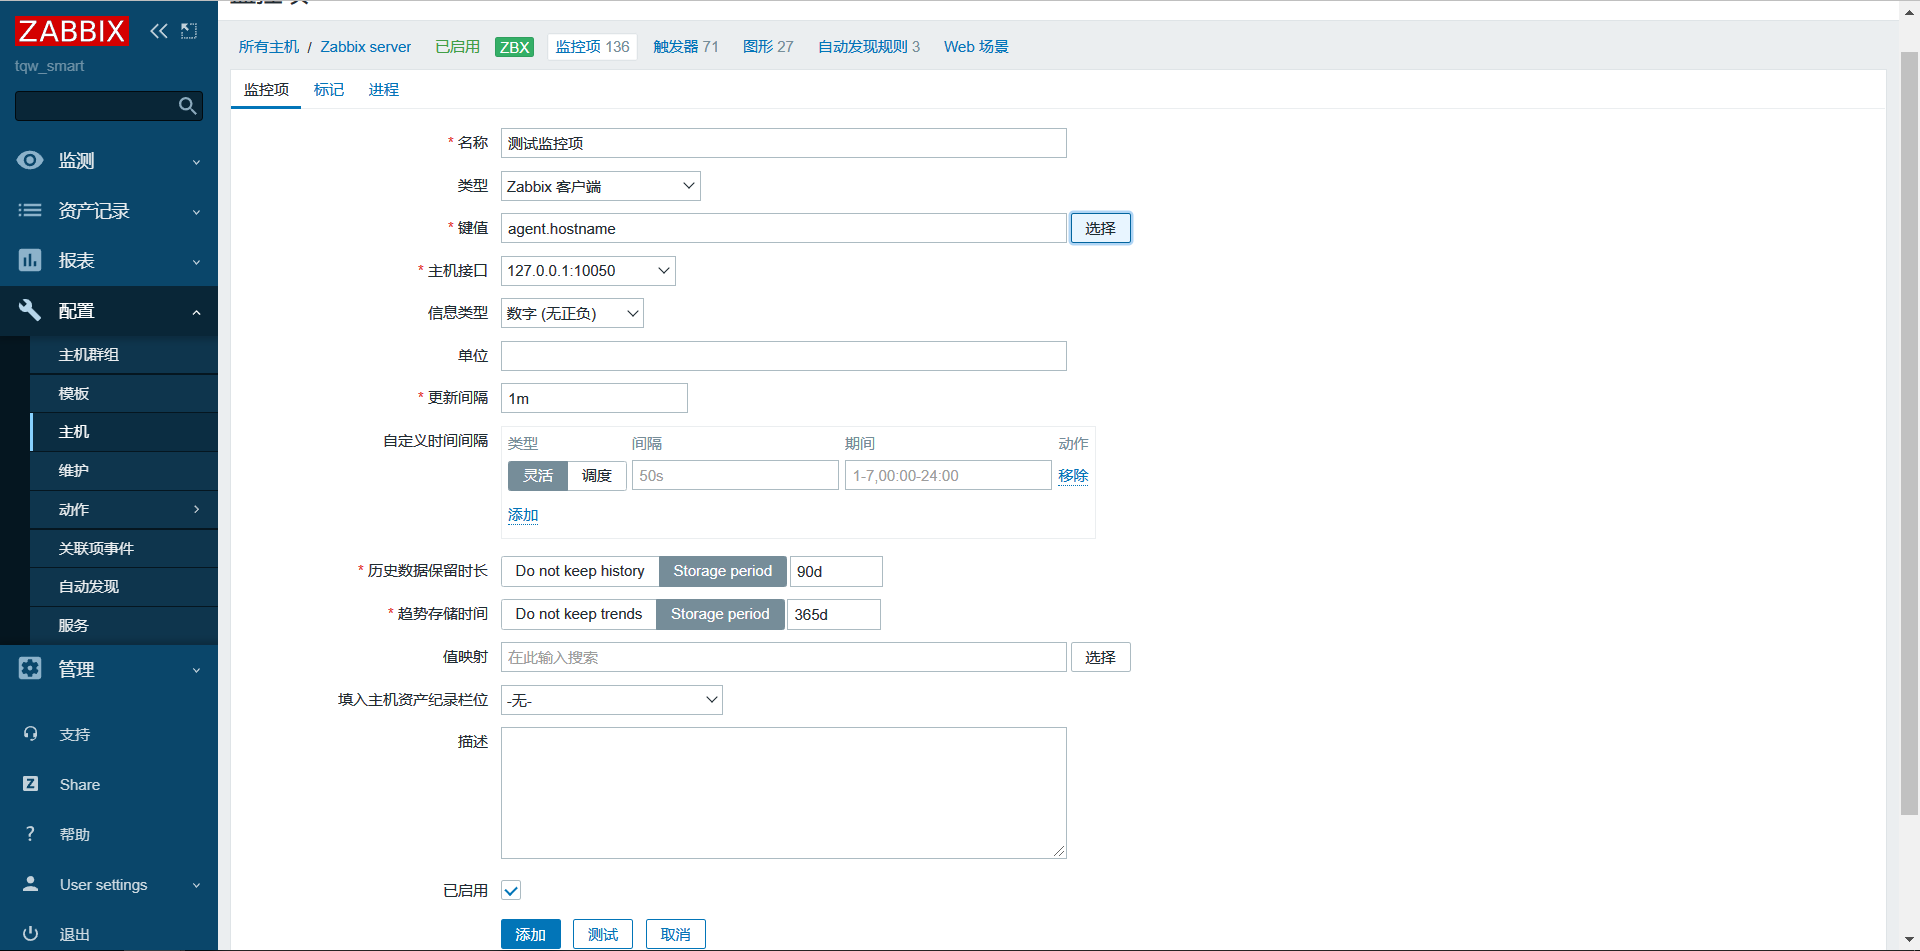 ZABBIX
tqw_smart
监测
资产记录
报表
配置
主机群组
模板
主机
维护
动作
关联项事件
自动发现
服务
管理
支持
Share
帮助
User settings
退出
所有主机 / Zabbix server 已启用 ZBX 监控项 136 触发器 71 图形 27 自动发现规则 3 Web 场景
监控项 标记 进程
* 名称 测试监控项
类型 Zabbix 客户端
* 键值 agent.hostname 选择
* 主机接口 127.0.0.1:10050
信息类型 数字 (无正负)
单位
* 更新间隔 1m
自定义时间间隔 类型 间隔 期间 动作
灵活 调度 50s 1-7,00:00-24:00 移除
添加
* 历史数据保留时长 Do not keep history Storage period 90d
* 趋势存储时间 Do not keep trends Storage period 365d
值映射 在此输入搜索 选择
填入主机资产纪录栏位 -无-
描述
已启用
添加 测试 取消